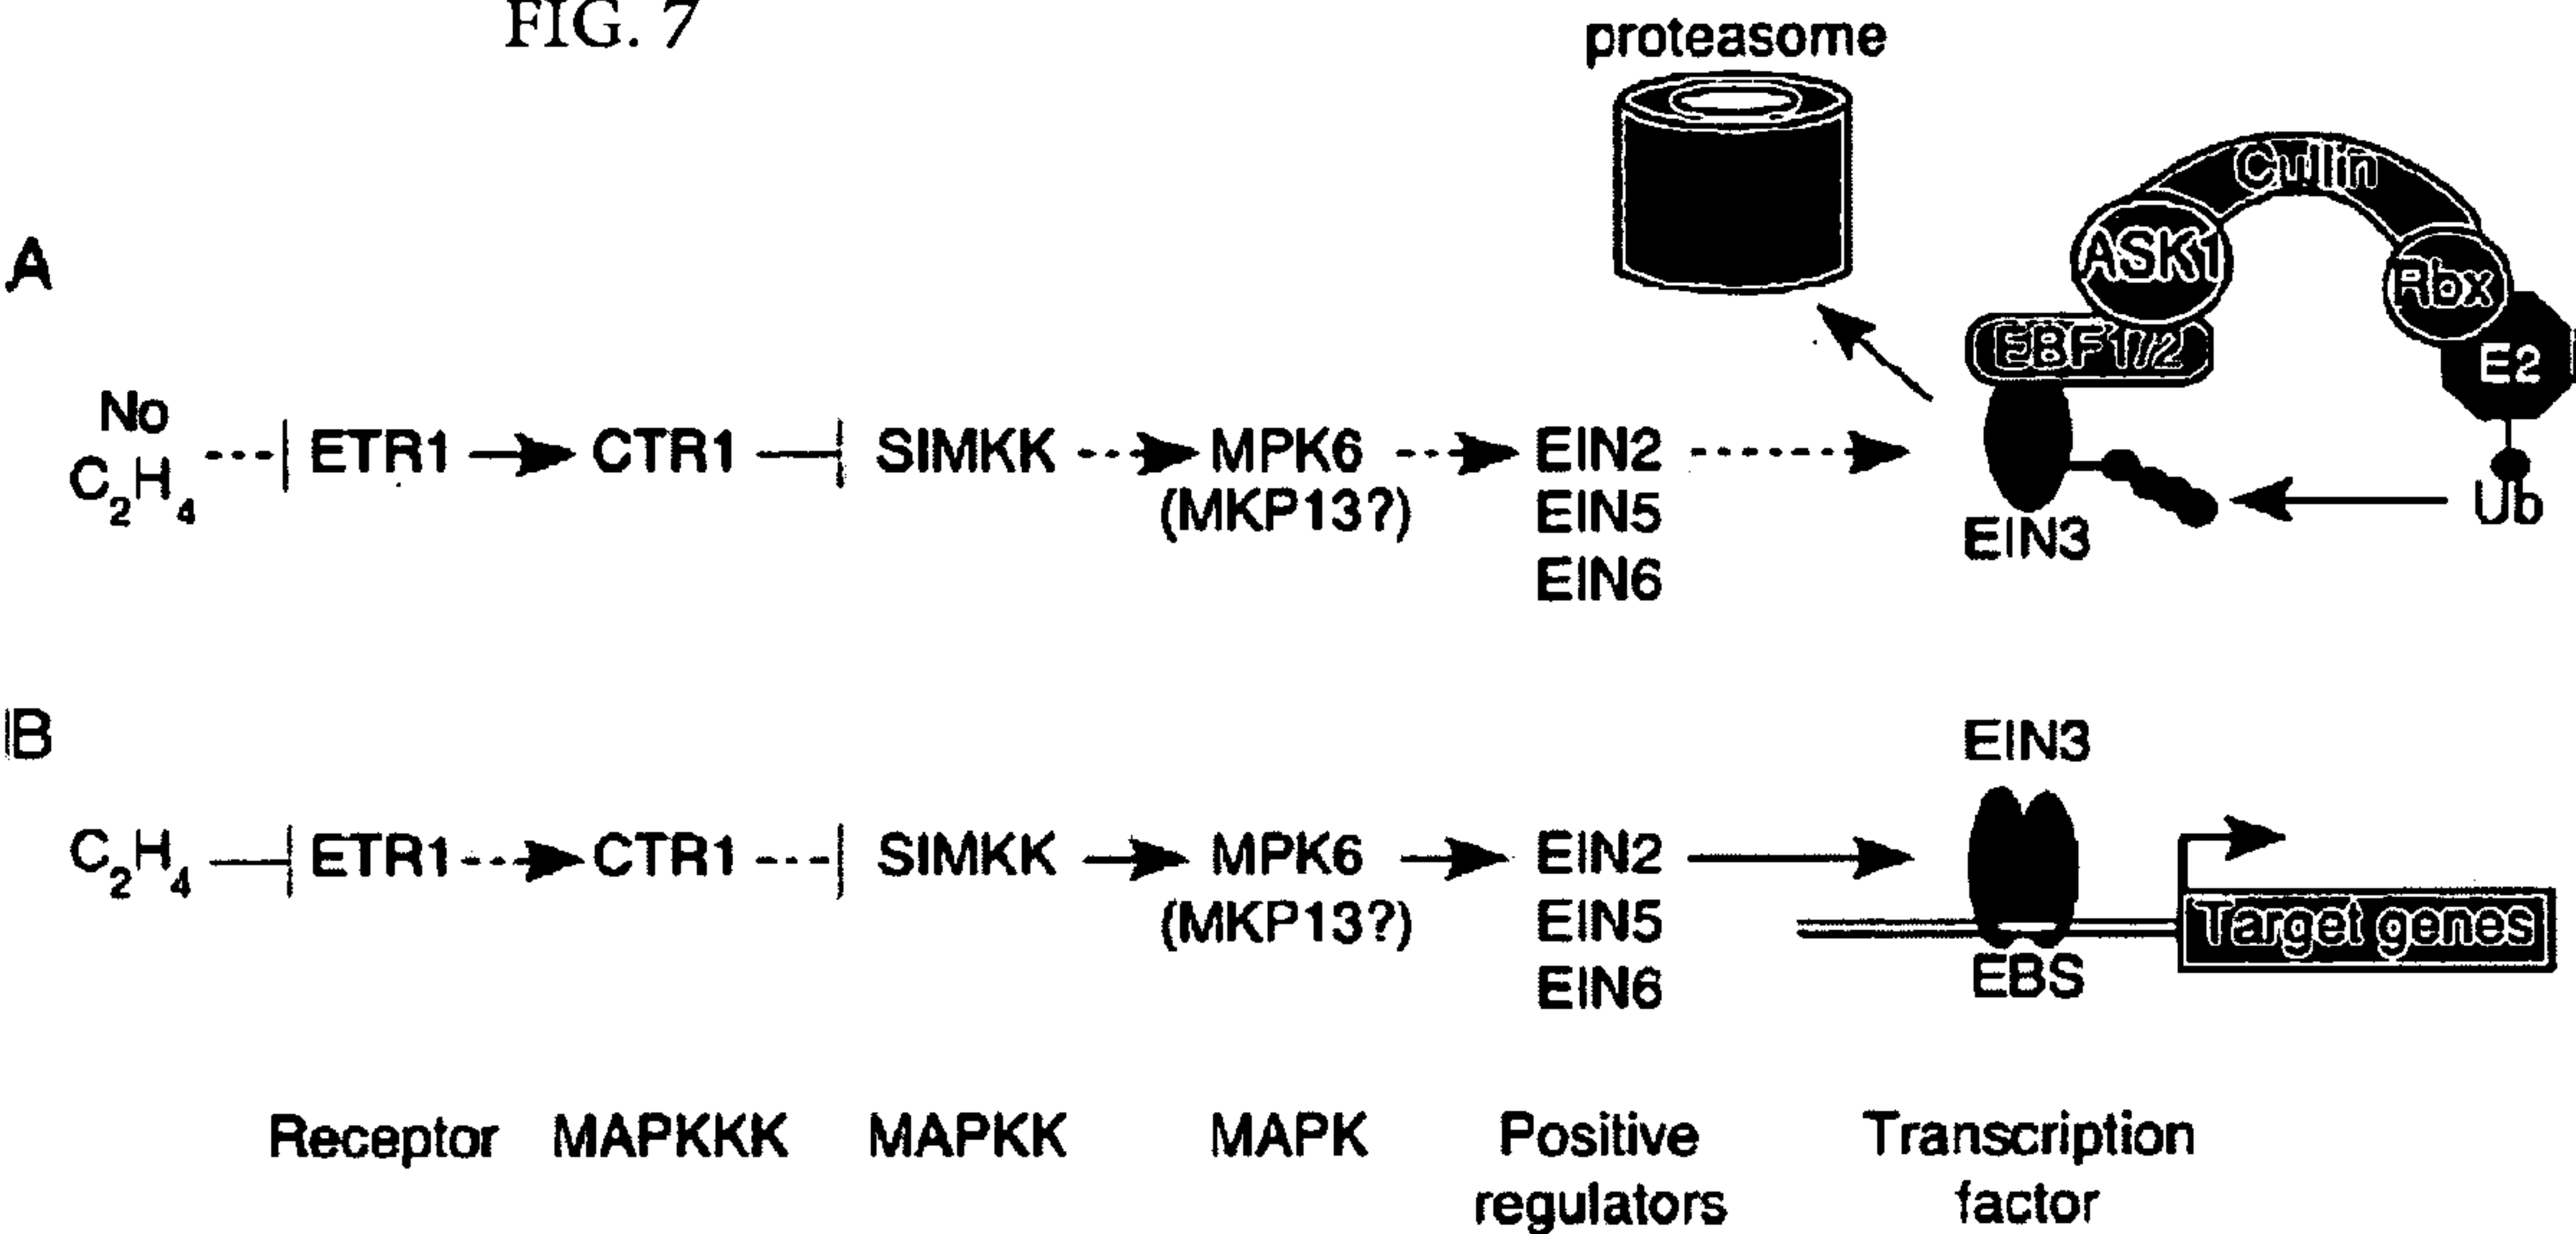 FIG. 7
proteasome
Cullin
ASK1
Rbx
EBF1/2
E2
A
No
C2H4
ETR1 CTR1 SIMKK MPK6 EIN2
(MKP13?) EIN5
EIN6
EIN3
Ub
B
EIN3
C2H4 ETR1 CTR1 SIMKK MPK6 EIN2
(MKP13?) EIN5
EIN6
Target genes
EBS
Receptor MAPKKK MAPKK MAPK Positive Transcription
regulators factor